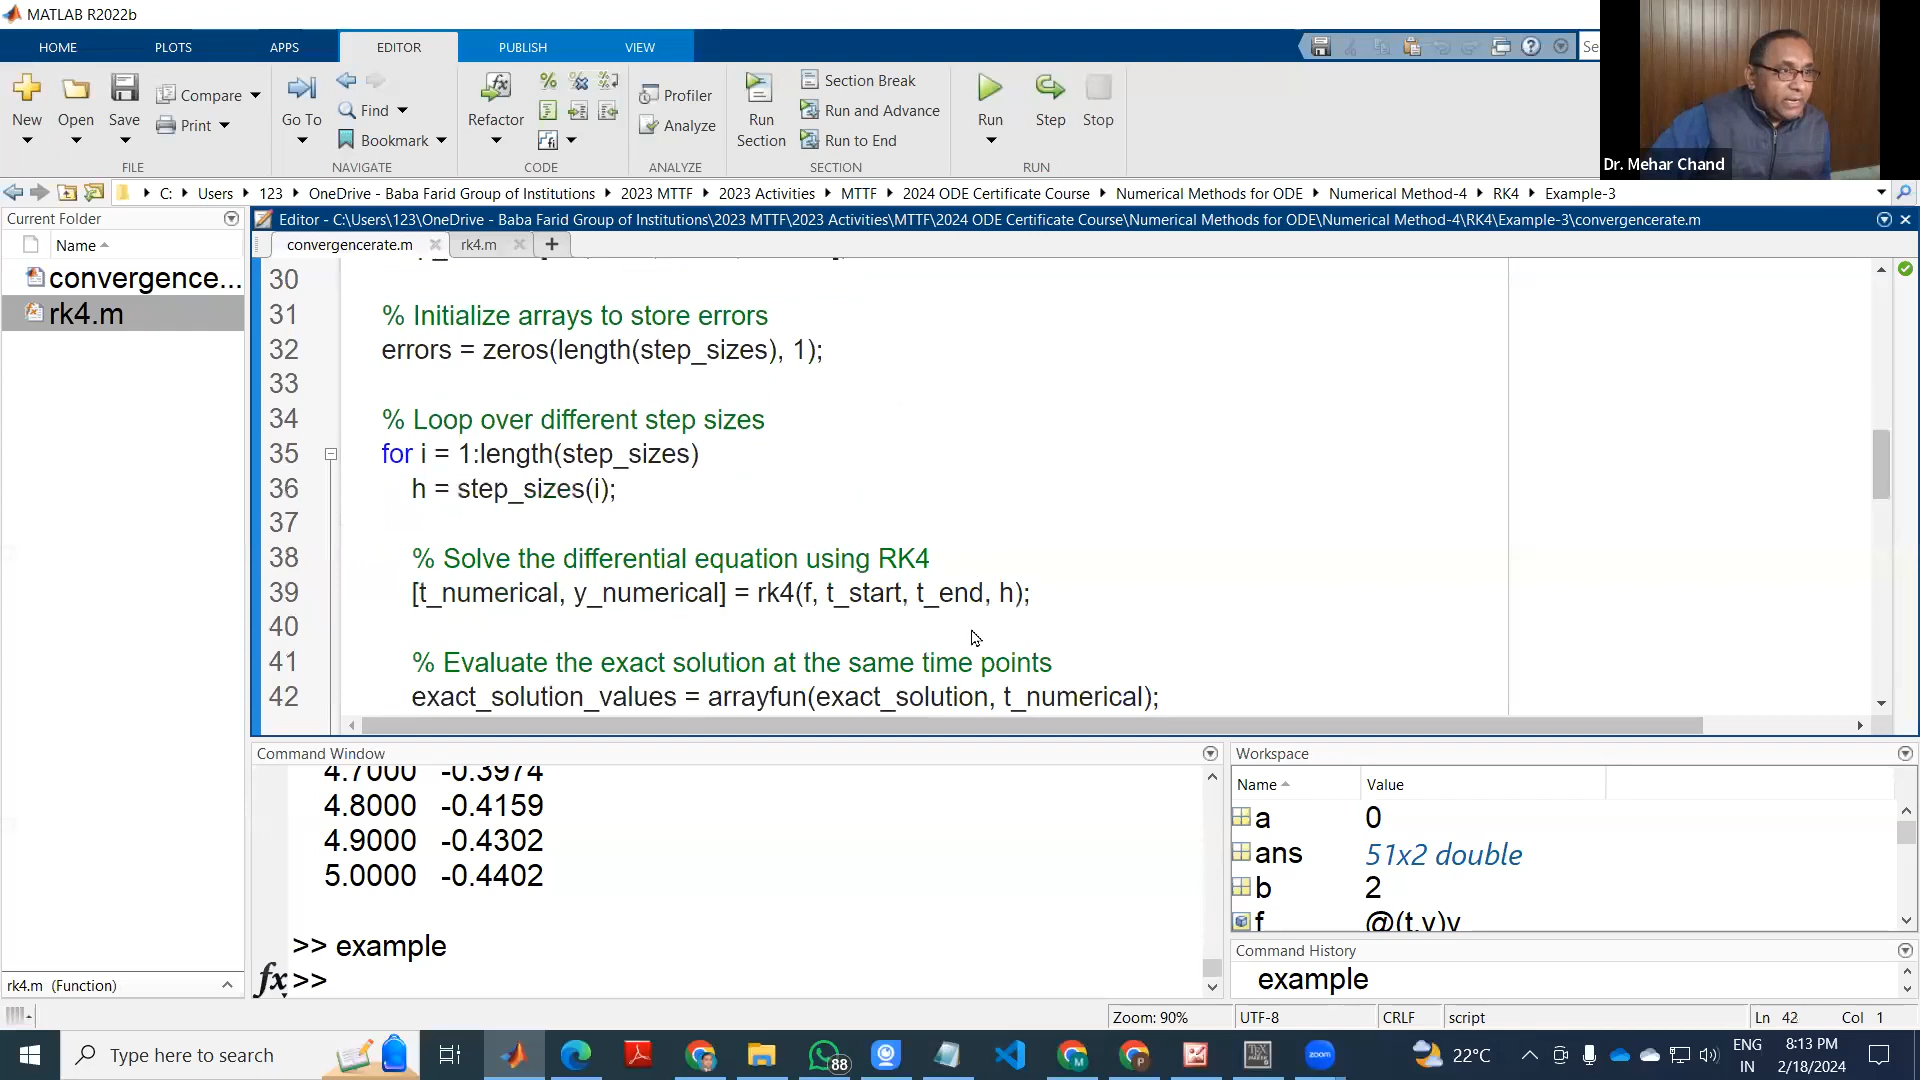 MATLAB R2022b
HOME PLOTS APPS EDITOR PUBLISH VIEW
Se
New Open Save Compare Print
Go To Find Bookmark
Refactor
Profiler Analyze
Run Section Section Break Run and Advance Run to End
Run Step Stop
FILE NAVIGATE CODE ANALYZE SECTION RUN
Dr. Mehar Chand
C: Users 123 OneDrive - Baba Farid Group of Institutions 2023 MTTF 2023 Activities MTTF 2024 ODE Certificate Course Numerical Methods for ODE Numerical Method-4 RK4 Example-3
Current Folder
Name
convergence...
rk4.m
rk4.m (Function)
Editor - C:\Users\123\OneDrive - Baba Farid Group of Institutions\2023 MTTF\2023 Activities\MTTF\2024 ODE Certificate Course\Numerical Methods for ODE\Numerical Method-4\RK4\Example-3\convergencerate.m
convergencerate.m rk4.m
30
31 % Initialize arrays to store errors
32 errors = zeros(length(step_sizes), 1);
33
34 % Loop over different step sizes
35 for i = 1:length(step_sizes)
36 h = step_sizes(i);
37
38 % Solve the differential equation using RK4
39 [t_numerical, y_numerical] = rk4(f, t_start, t_end, h);
40
41 % Evaluate the exact solution at the same time points
42 exact_solution_values = arrayfun(exact_solution, t_numerical);
Command Window
4.7000 -0.3974
4.8000 -0.4159
4.9000 -0.4302
5.0000 -0.4402
>> example
fx >>
Workspace
Name Value
a 0
ans 51x2 double
b 2
f @(t,y)y
Command History
example
Zoom: 90% UTF-8 CRLF script Ln 42 Col 1
Type here to search
88
zoom
22°C
ENG
IN
8:13 PM
2/18/2024